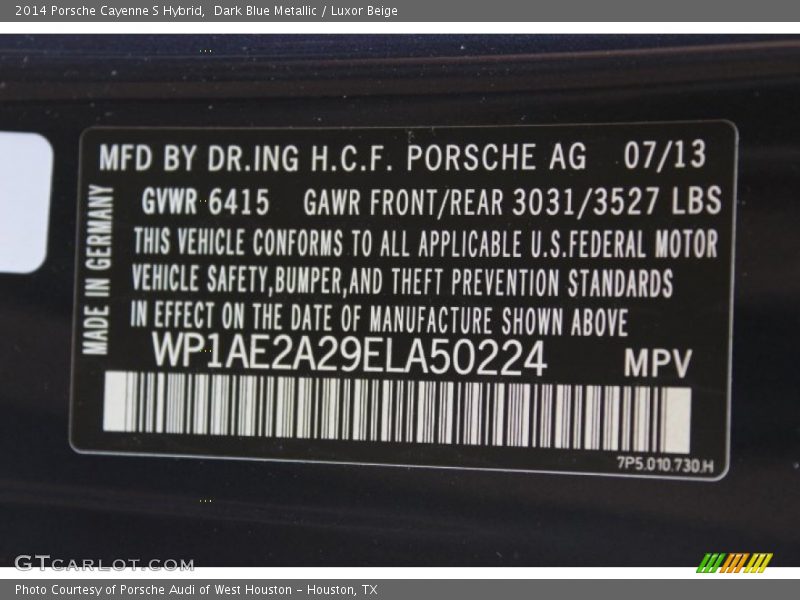 2014 Porsche Cayenne S Hybrid, Dark Blue Metallic / Luxor Beige
MFD BY DR.ING H.C.F. PORSCHE AG 07/13
GVWR 6415 GAWR FRONT/REAR 3031/3527 LBS
THIS VEHICLE CONFORMS TO ALL APPLICABLE U.S.FEDERAL MOTOR
VEHICLE SAFETY,BUMPER,AND THEFT PREVENTION STANDARDS
IN EFFECT ON THE DATE OF MANUFACTURE SHOWN ABOVE
MADE IN GERMANY
WP1AE2A29ELA50224 MPV
7P5.010.730.H
GTCARLOT.COM
Photo Courtesy of Porsche Audi of West Houston - Houston, TX